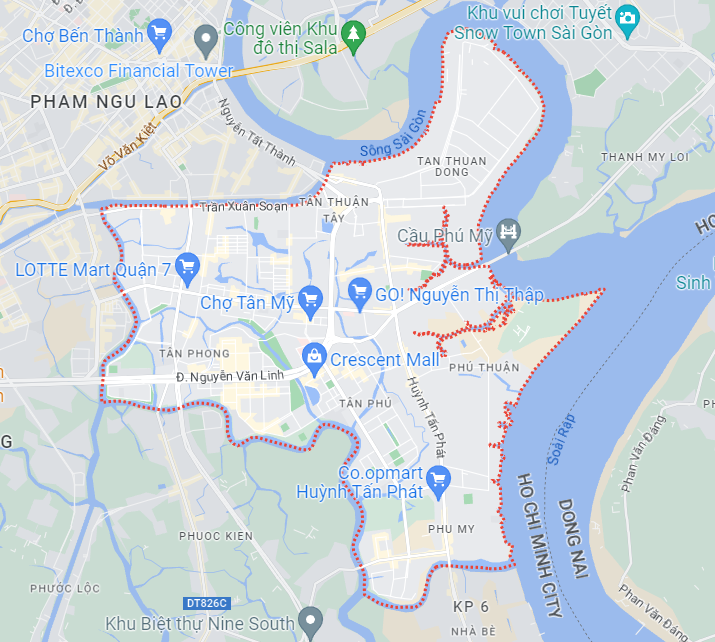 Khu vui chơi Tuyết
Snow Town Sài Gòn
Công viên Khu
đô thị Sala
Chợ Bến Thành
Bitexco Financial Tower
PHAM NGU LAO
Nguyễn Tất Thành
Võ Văn Kiệt
Sông Sài Gòn
TAN THUAN
DONG
THANH MY LOI
Trần Xuân Soạn
TÂN THUẬN
TÂY
Cầu Phú Mỹ
HO
LOTTE Mart Quận 7
Sinh
Chợ Tân Mỹ
GO! Nguyễn Thị Thập
TÂN PHONG
Crescent Mall
PHÚ THUẬN
Đ. Nguyễn Văn Linh
n
n
TÂN PHÚ
Huỳnh Tấn Phát
Soài Rạp
Phan Văn Đáng
G
Co.opmart
Huỳnh Tấn Phát
HO CHI MINH CITY
DONG NAI
PHU MY
PHUOC KIEN
PHƯỚC LỘC
DT826C
Khu Biệt thự Nine South
KP 6
NHÀ BÈ
Phan Văn Đáng